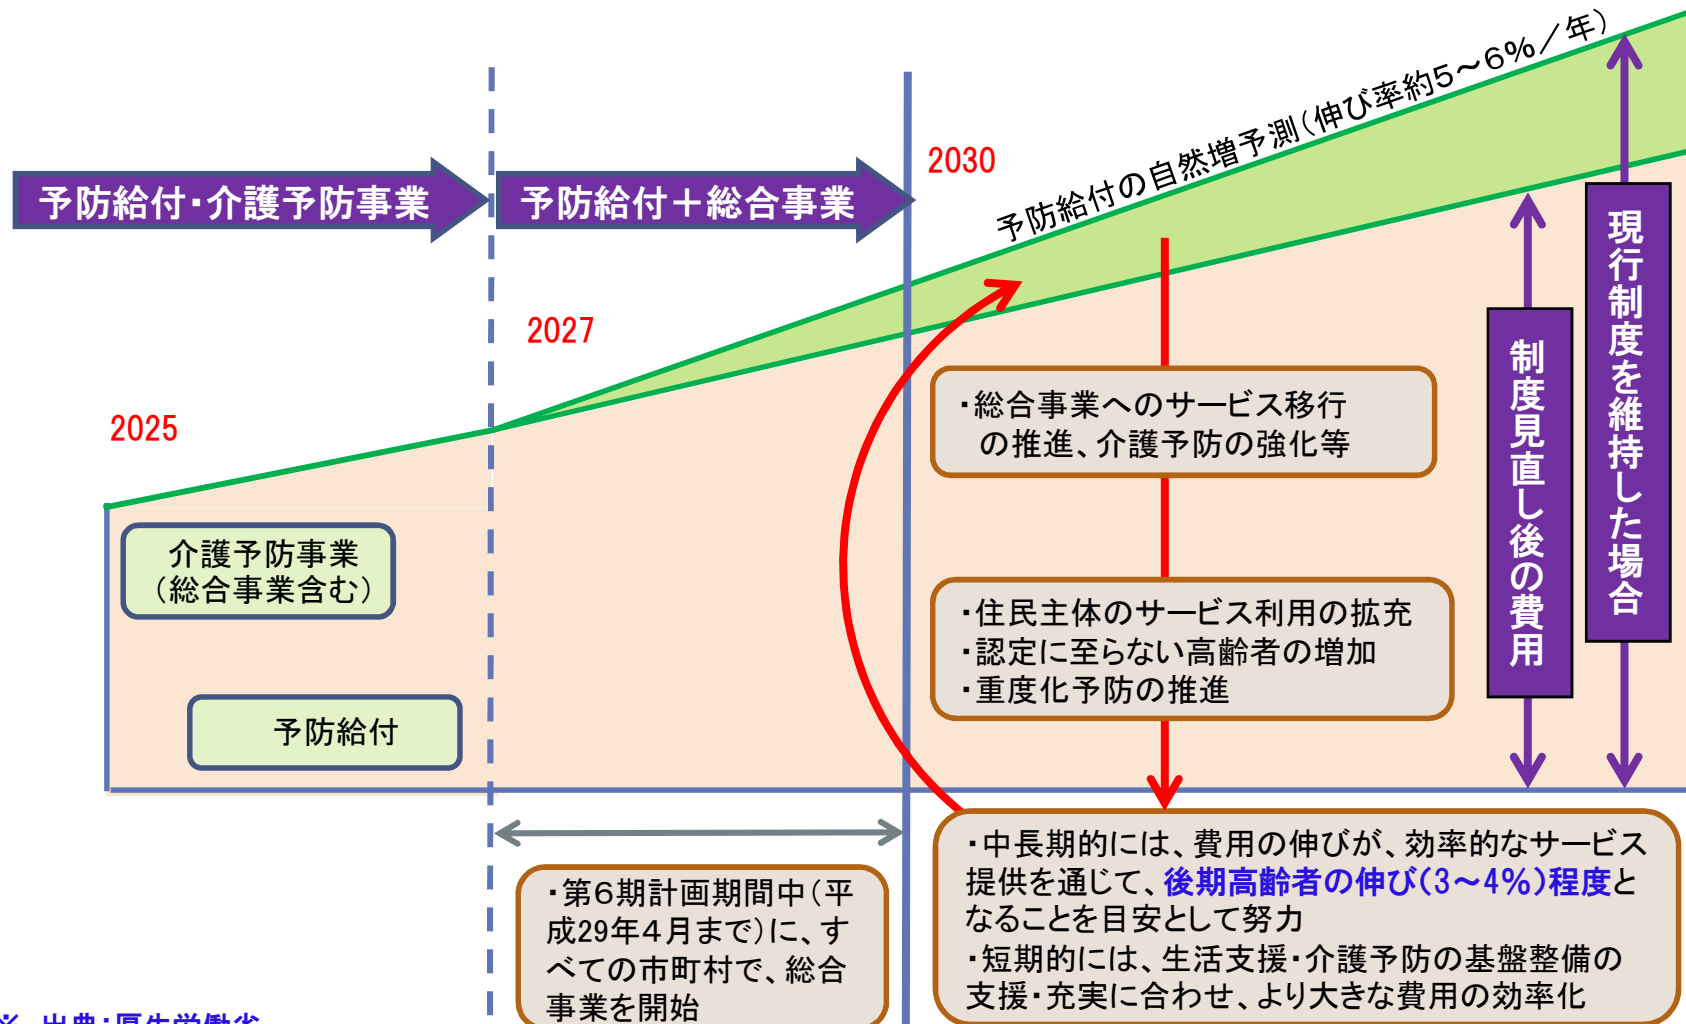 予防給付の自然増予測（伸び率約5～6％／年）
2030
予防給付・介護予防事業
予防給付＋総合事業
2027
2025
現行制度を維持した場合
制度見直し後の費用
・総合事業へのサービス移行
の推進、介護予防の強化等
介護予防事業
（総合事業含む）
・住民主体のサービス利用の拡充
・認定に至らない高齢者の増加
・重度化予防の推進
予防給付
・中長期的には、費用の伸びが、効率的なサービス
提供を通じて、後期高齢者の伸び（3～4％）程度と
なることを目安として努力
・短期的には、生活支援・介護予防の基盤整備の
支援・充実に合わせ、より大きな費用の効率化
・第6期計画期間中（平
成29年4月まで）に、す
べての市町村で、総合
事業を開始
※ 出典：厚生労働省